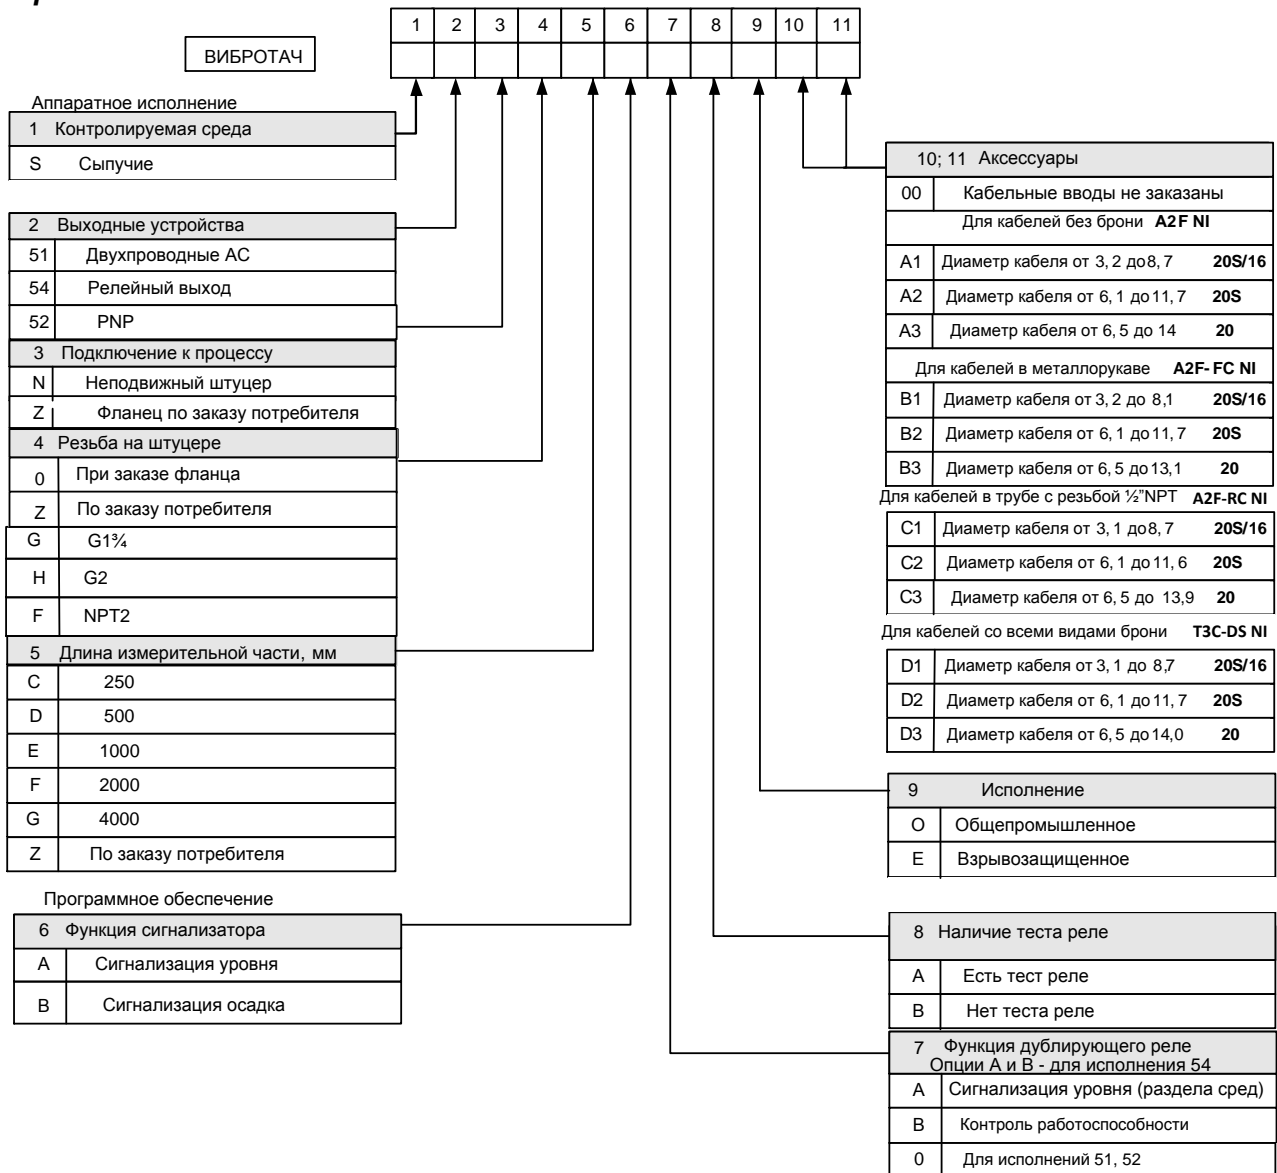 1 2 3 4 5 6 7 8 9 10 11
ВИБРОТАЧ
Аппаратное исполнение
1 Контролируемая среда
S Сыпучие
2 Выходные устройства
51 Двухпроводные АС
54 Релейный выход
52 PNP
3 Подключение к процессу
N Неподвижный штуцер
Z Фланец по заказу потребителя
4 Резьба на штуцере
0 При заказе фланца
Z По заказу потребителя
G G1¾
H G2
F NPT2
5 Длина измерительной части, мм
C 250
D 500
E 1000
F 2000
G 4000
Z По заказу потребителя
Программное обеспечение
6 Функция сигнализатора
A Сигнализация уровня
B Сигнализация осадка
10; 11 Аксессуары
00 Кабельные вводы не заказаны
Для кабелей без брони A2F NI
A1 Диаметр кабеля от 3, 2 до 8, 7 20S/16
A2 Диаметр кабеля от 6, 1 до 11, 7 20S
A3 Диаметр кабеля от 6, 5 до 14 20
Для кабелей в металлорукаве A2F- FC NI
B1 Диаметр кабеля от 3, 2 до 8,1 20S/16
B2 Диаметр кабеля от 6, 1 до 11, 7 20S
B3 Диаметр кабеля от 6, 5 до 13,1 20
Для кабелей в трубе с резьбой ½”NPT A2F-RC NI
C1 Диаметр кабеля от 3, 1 до 8, 7 20S/16
C2 Диаметр кабеля от 6, 1 до 11, 6 20S
C3 Диаметр кабеля от 6, 5 до 13,9 20
Для кабелей со всеми видами брони T3C-DS NI
D1 Диаметр кабеля от 3, 1 до 8,7 20S/16
D2 Диаметр кабеля от 6, 1 до 11, 7 20S
D3 Диаметр кабеля от 6, 5 до 14,0 20
9 Исполнение
О Общепромышленное
Е Взрывозащищенное
8 Наличие теста реле
A Есть тест реле
B Нет теста реле
7 Функция дублирующего реле
Опции А и В - для исполнения 54
A Сигнализация уровня (раздела сред)
B Контроль работоспособности
0 Для исполнений 51, 52